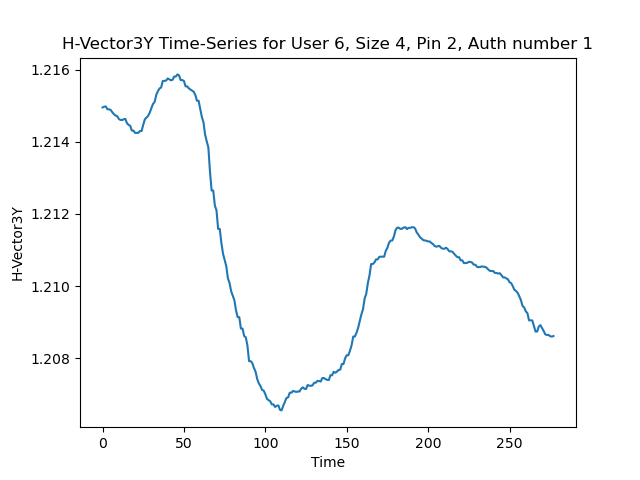 H-Vector3Y Time-Series for User 6, Size 4, Pin 2, Auth number 1
1.216
1.214
1.212
1.210
1.208
H-Vector3Y
0 50 100 150 200 250
Time